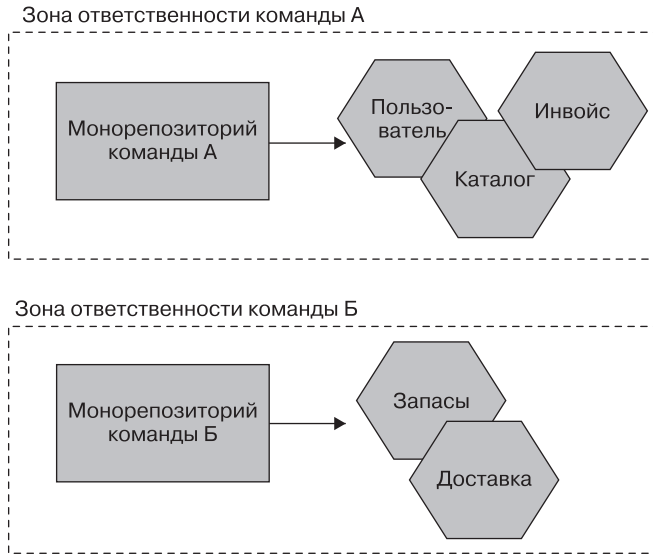 Зона ответственности команды А
Монорепозиторий
команды А
Пользо-
ватель
Каталог
Инвойс
Зона ответственности команды Б
Монорепозиторий
команды Б
Запасы
Доставка